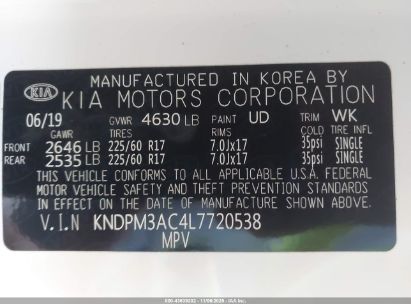 MANUFACTURED IN KOREA BY
KIA KIA MOTORS CORPORATION
06/19 GVWR 4630 LB PAINT UD TRIM WK
GAWR TIRES RIMS COLD TIRE INFL
FRONT 2646 LB 225/60 R17 7.0Jx17 35psi SINGLE
REAR 2535 LB 225/60 R17 7.0Jx17 35psi SINGLE
THIS VEHICLE CONFORMS TO ALL APPLICABLE U.S.A. FEDERAL
MOTOR VEHICLE SAFETY AND THEFT PREVENTION STANDARDS
IN EFFECT ON THE DATE OF MANUFACTURE SHOWN ABOVE.
V.I.N KNDPM3AC4L7720538
MPV